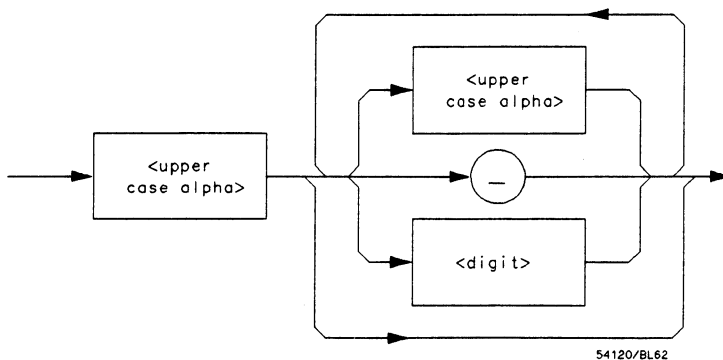 <upper
case alpha>
<upper
case alpha>
_
<digit>
54120/BL62